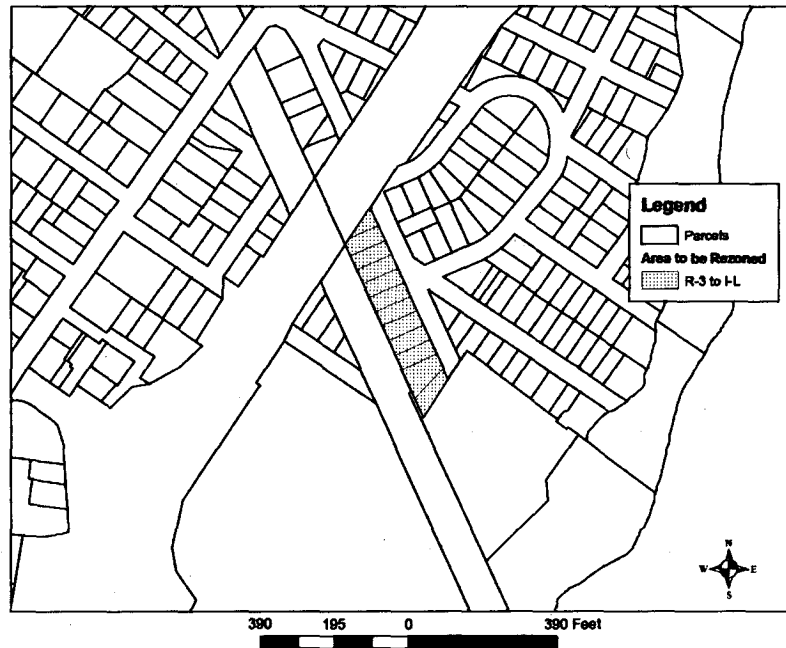 Legend
Parcels
Area to be Rezoned
R-3 to I-L
N
W E
S
390 195 0 390 Feet